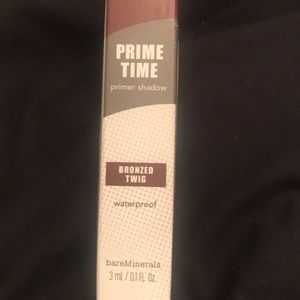 PRIME
TIME
primer shadow
BRONZED
TWIG
waterproof
bareMinerals
3 ml / 0.1 FL. Oz.